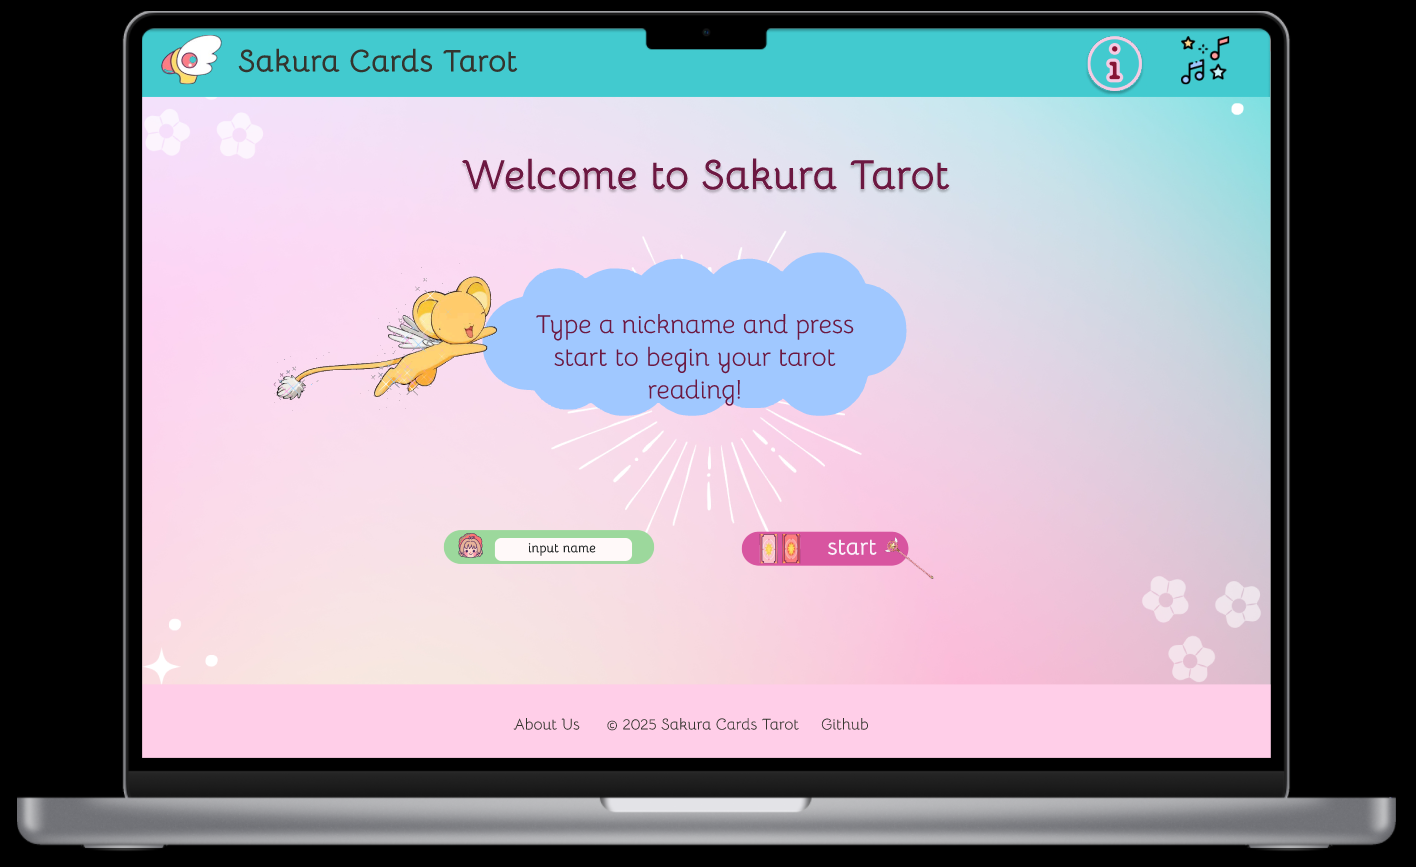 Sakura Cards Tarot
i
Welcome to Sakura Tarot
Type a nickname and press
start to begin your tarot
reading!
input name
start
About Us © 2025 Sakura Cards Tarot Github